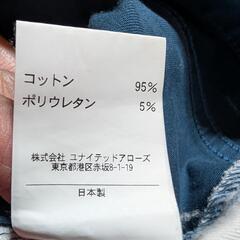 コットン 95%
ポリウレタン 5%
株式会社 ユナイテッドアローズ
東京都港区赤坂8-1-19
日本製